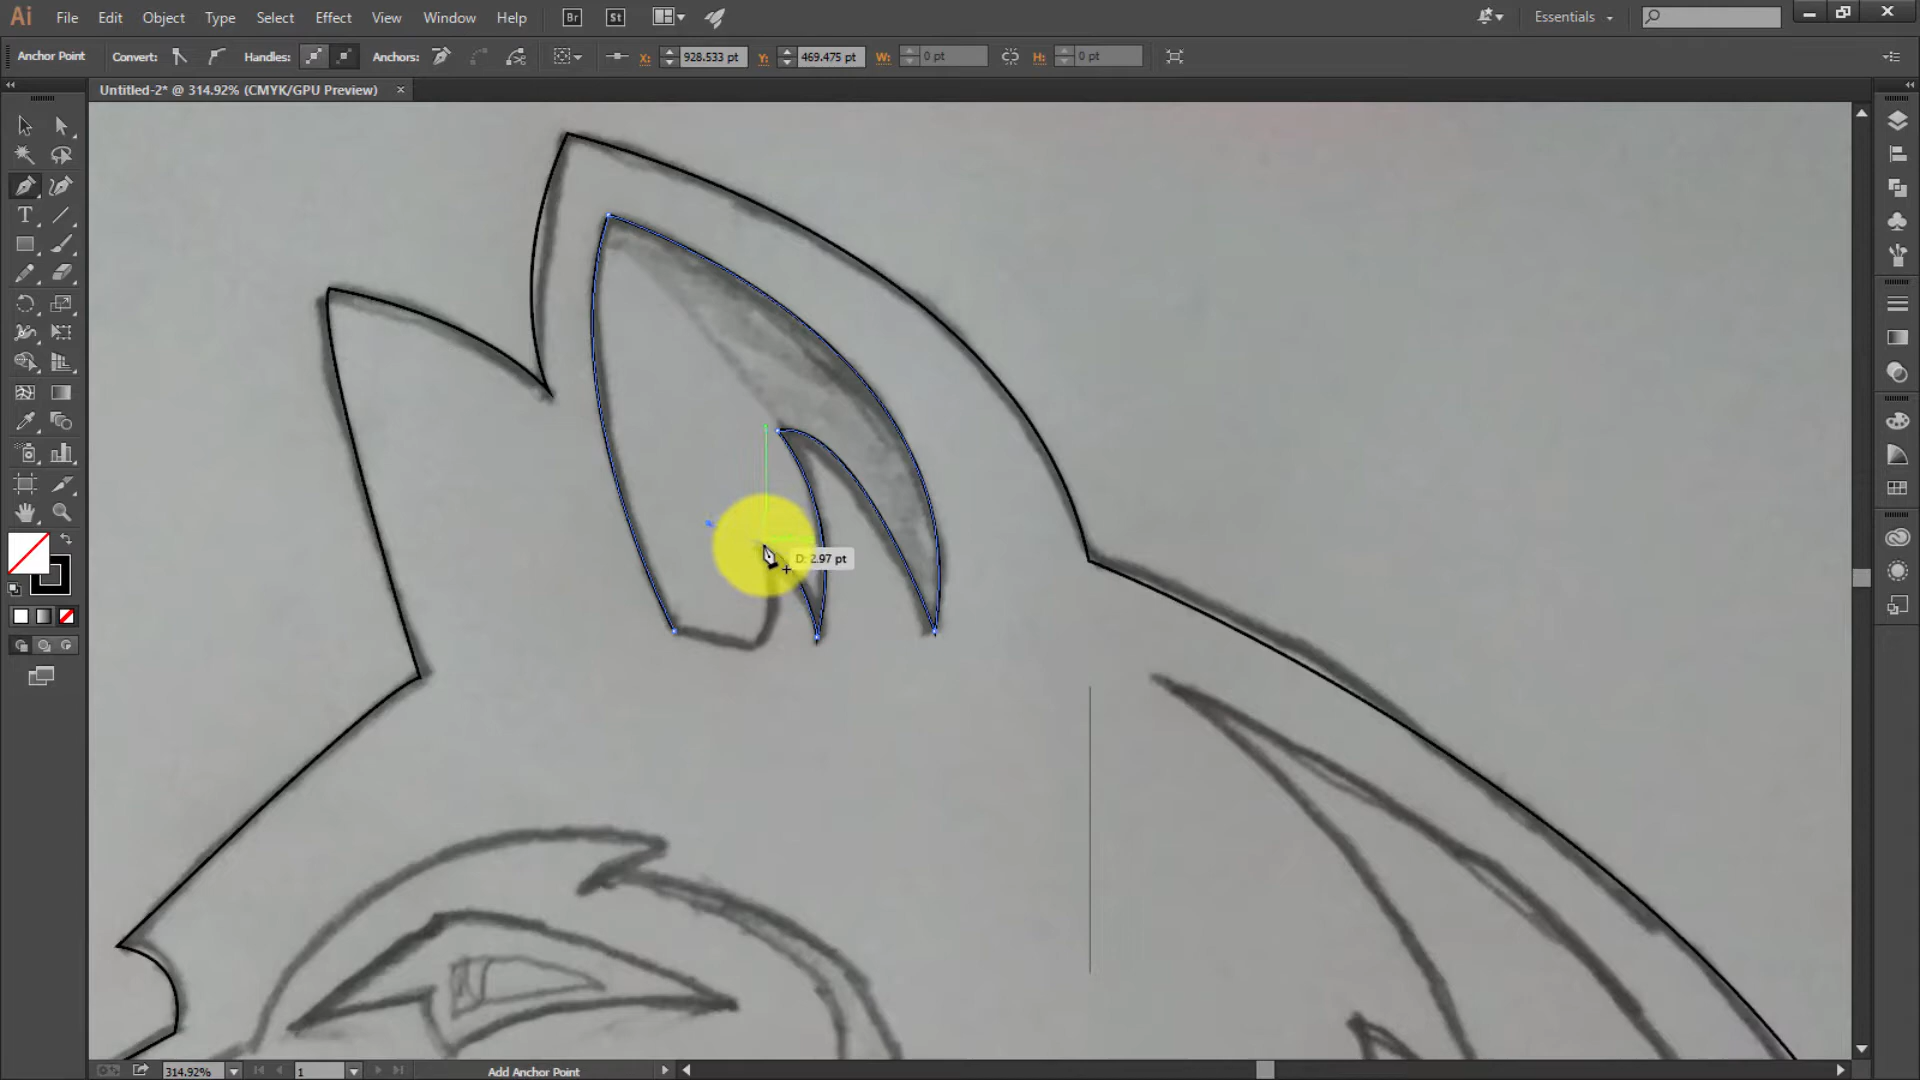 Ai File Edit Object Type Select Effect View Window Help Br St Essentials
Anchor Point Convert: Handles: Anchors: X: 928.533 pt Y: 469.475 pt W: 0 pt H: 0 pt
Untitled-2* @ 314.92% (CMYK/GPU Preview) ×
T
D: 2.97 pt
314.92% 1 Add Anchor Point